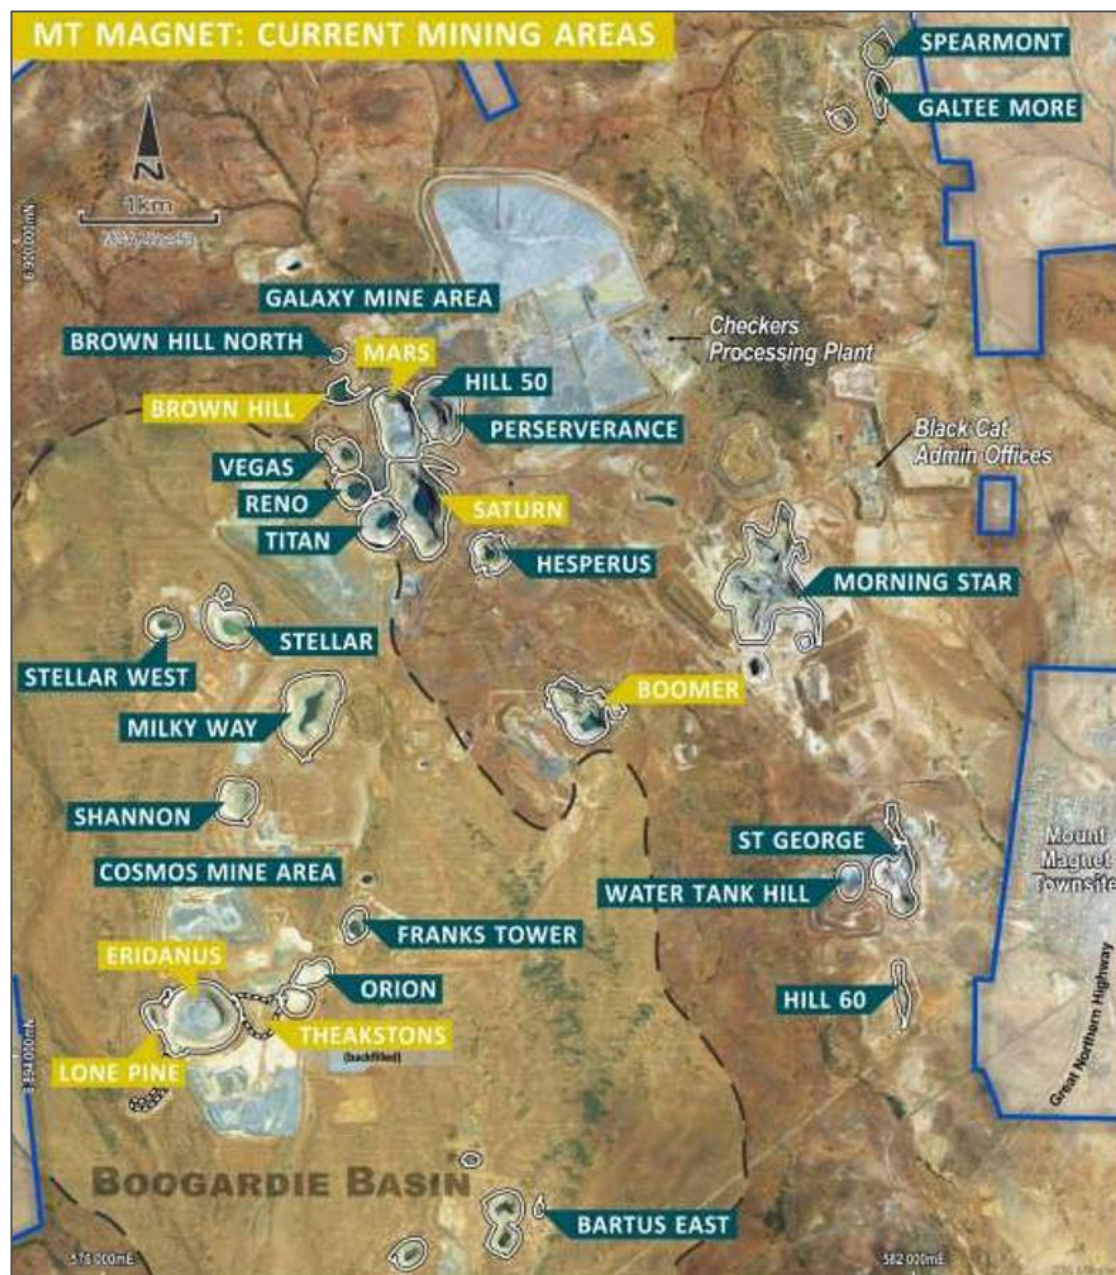 MT MAGNET: CURRENT MINING AREAS
SPEARMONT
GALTEE MORE
N
1km
6 920 000mN
GALAXY MINE AREA
BROWN HILL NORTH
MARS
Checkers
Processing Plant
HILL 50
BROWN HILL
PERSERVERANCE
Black Cat
Admin Offices
VEGAS
RENO
SATURN
TITAN
HESPERUS
MORNING STAR
STELLAR
STELLAR WEST
BOOMER
MILKY WAY
SHANNON
ST GEORGE
Mount
Magnet
Townsite
COSMOS MINE AREA
WATER TANK HILL
FRANKS TOWER
ERIDANUS
ORION
HILL 60
THEAKSTONS
(backfilled)
LONE PINE
Great Northern Highway
BOOGARDIE BASIN
BARTUS EAST
582 000mE